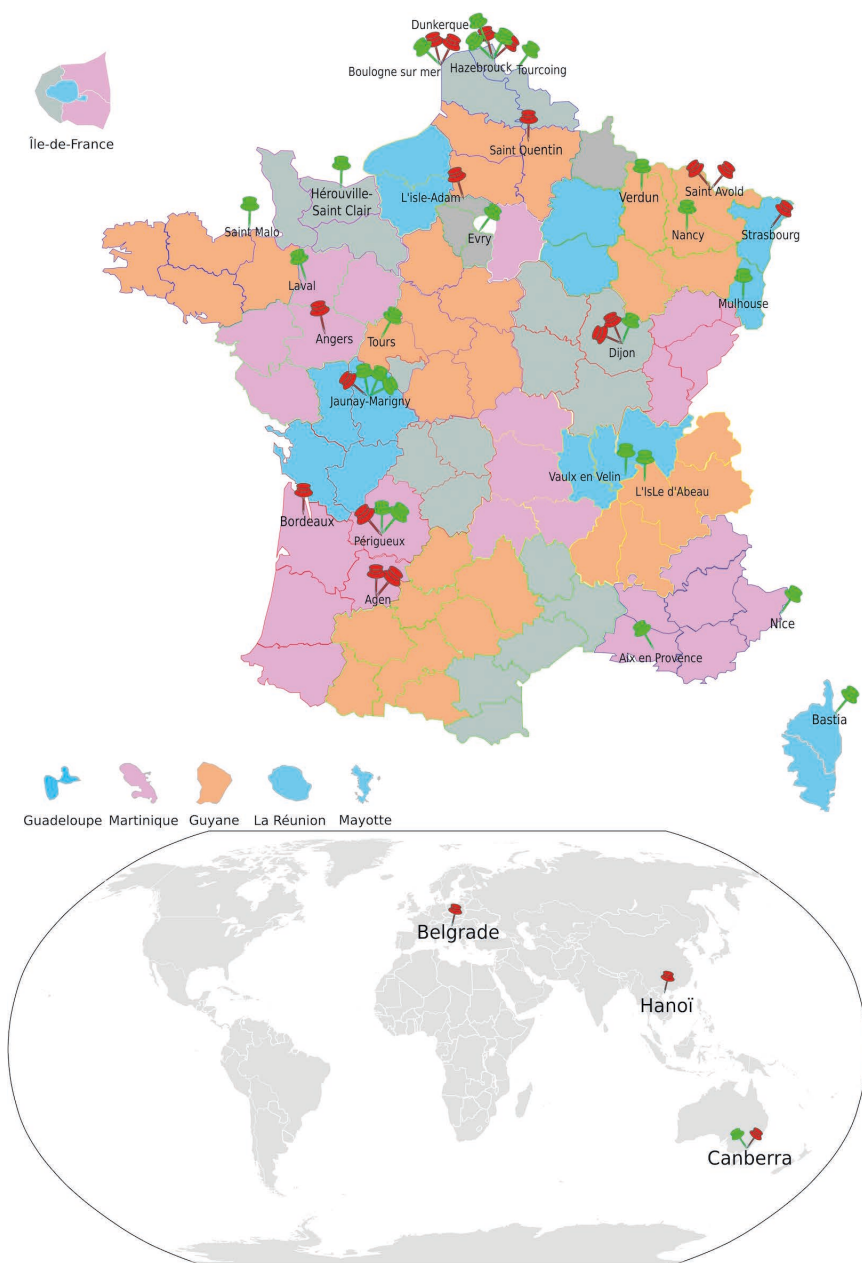 Dunkerque
Boulogne sur mer
Hazebrouck
Tourcoing
Île-de-France
Saint Quentin
Hérouville-
Saint Clair
L'isle-Adam
Verdun
Saint Avold
Saint Malo
Evry
Nancy
Strasbourg
Laval
Mulhouse
Angers
Tours
Dijon
Jaunay-Marigny
Vaulx en Velin
L'IsLe d'Abeau
Bordeaux
Périgueux
Agen
Nice
Aix en Provence
Bastia
Guadeloupe
Martinique
Guyane
La Réunion
Mayotte
Belgrade
Hanoï
Canberra